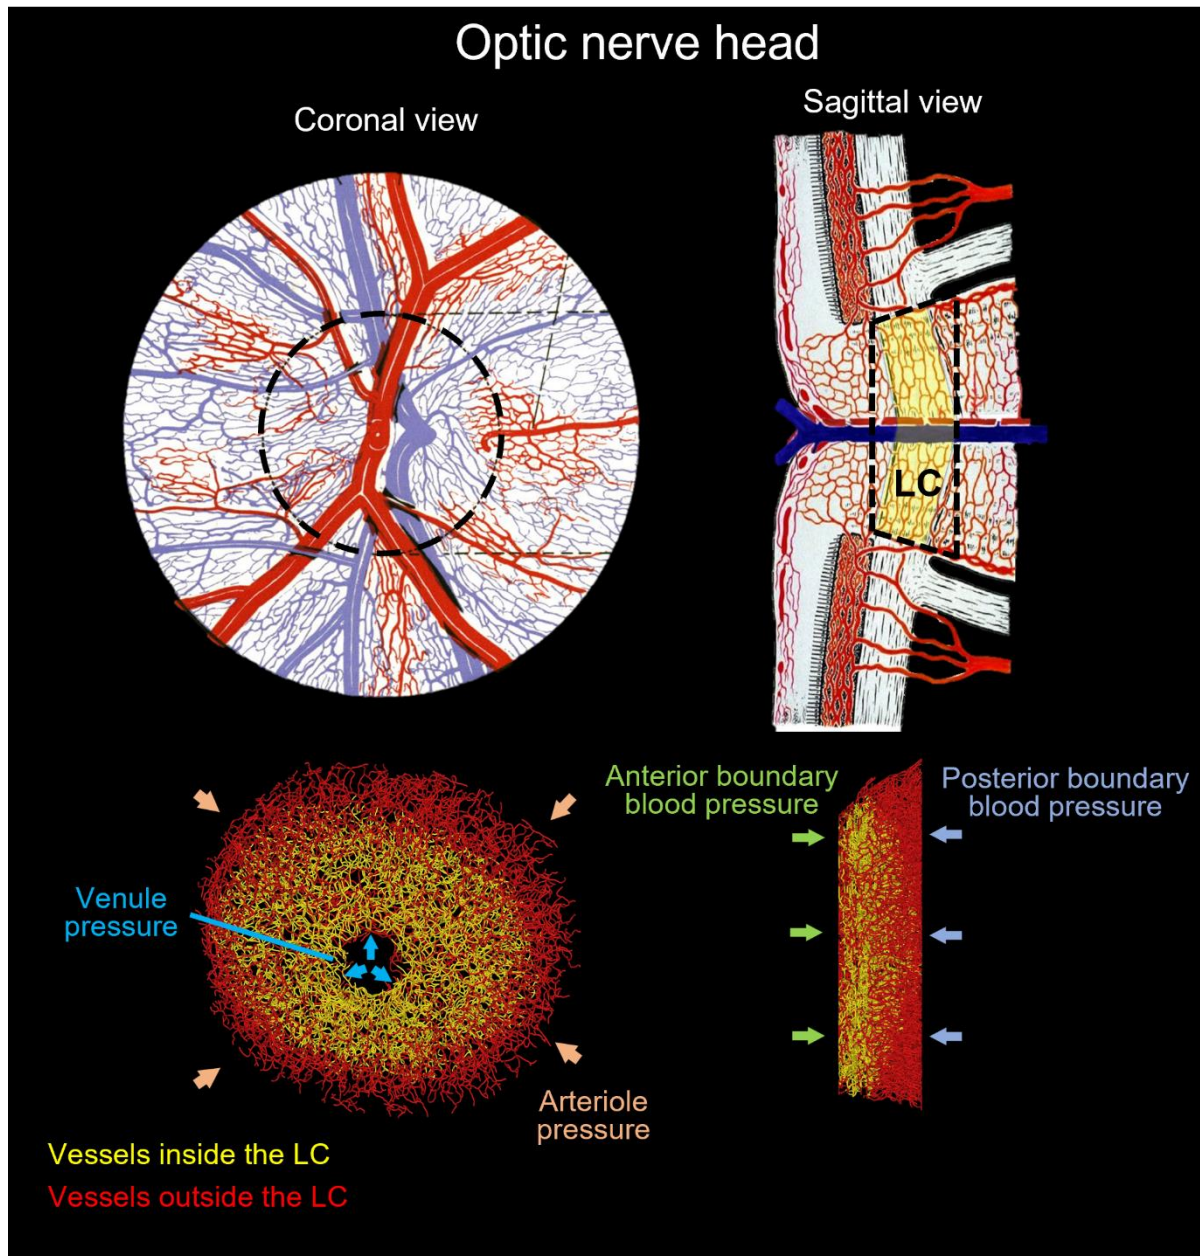 Optic nerve head
Coronal view
Sagittal view
LC
Anterior boundary
blood pressure
Posterior boundary
blood pressure
Venule
pressure
Arteriole
pressure
Vessels inside the LC
Vessels outside the LC